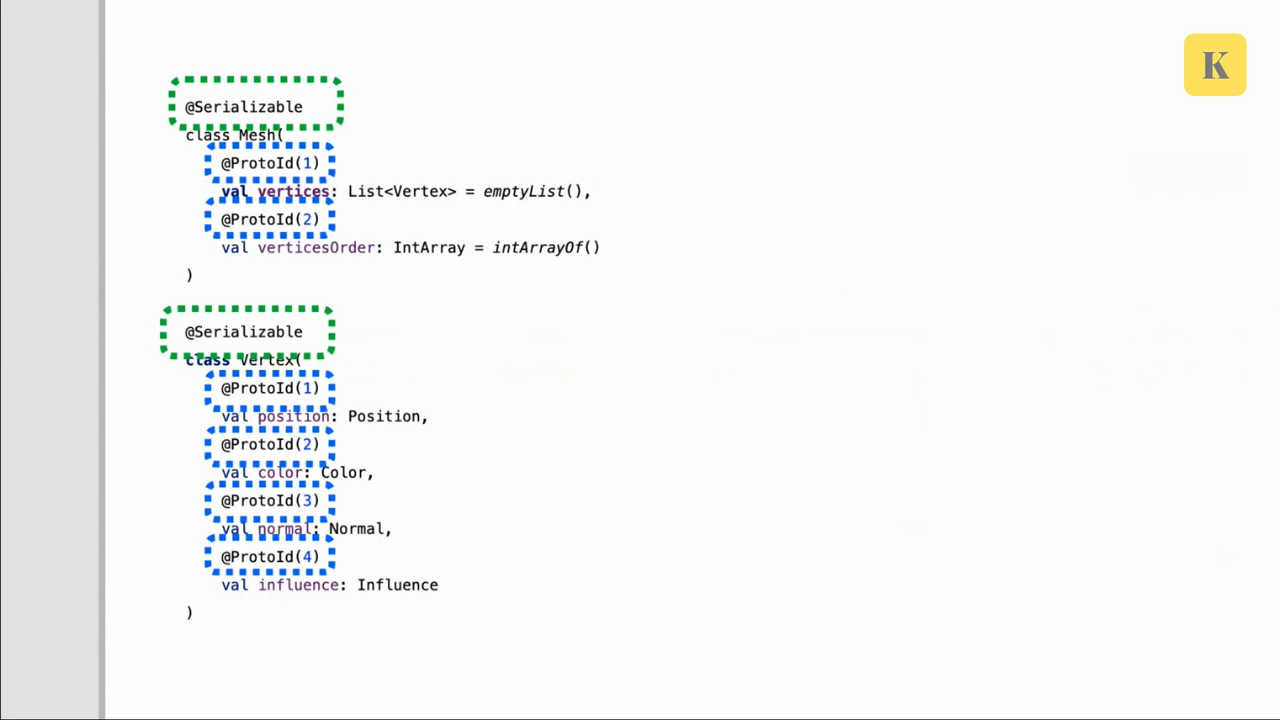 K
@Serializable
class Mesh(
@ProtoId(1)
val vertices: List<Vertex> = emptyList(),
@ProtoId(2)
val verticesOrder: IntArray = intArrayOf()
)
@Serializable
class Vertex(
@ProtoId(1)
val position: Position,
@ProtoId(2)
val color: Color,
@ProtoId(3)
val normal: Normal,
@ProtoId(4)
val influence: Influence
)